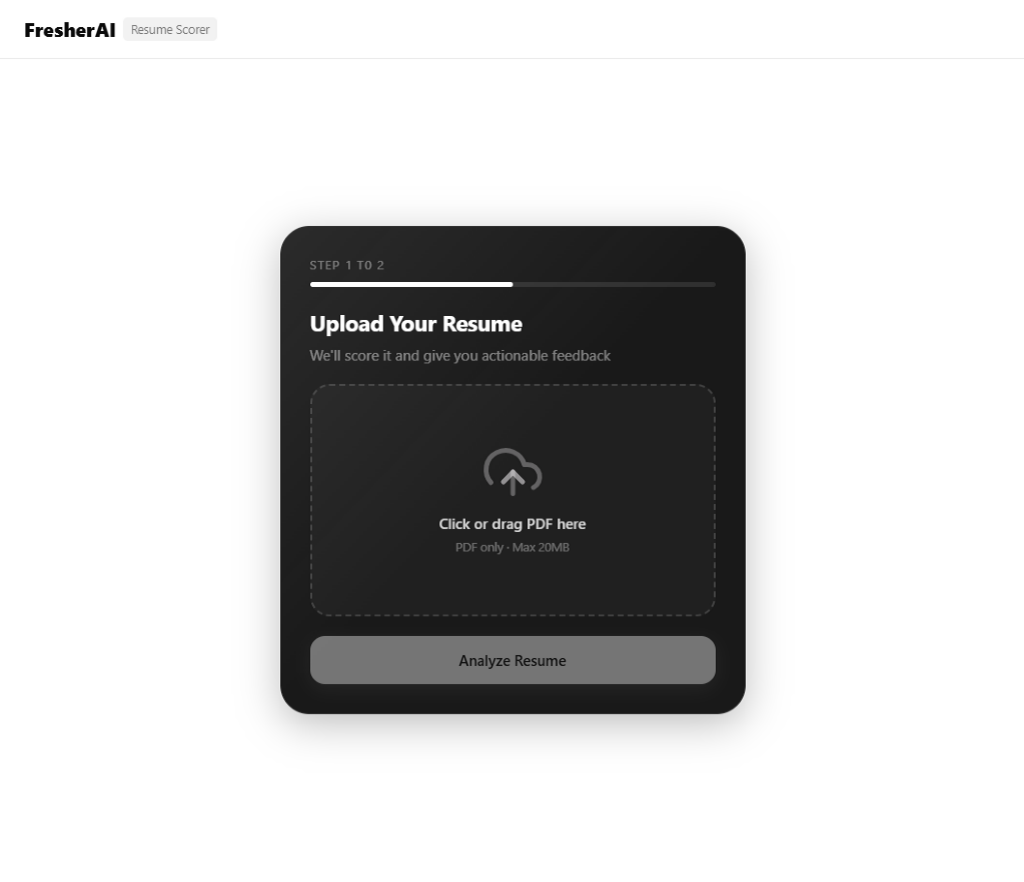 FresherAI Resume Scorer
STEP 1 TO 2
Upload Your Resume
We'll score it and give you actionable feedback
Click or drag PDF here
PDF only · Max 20MB
Analyze Resume